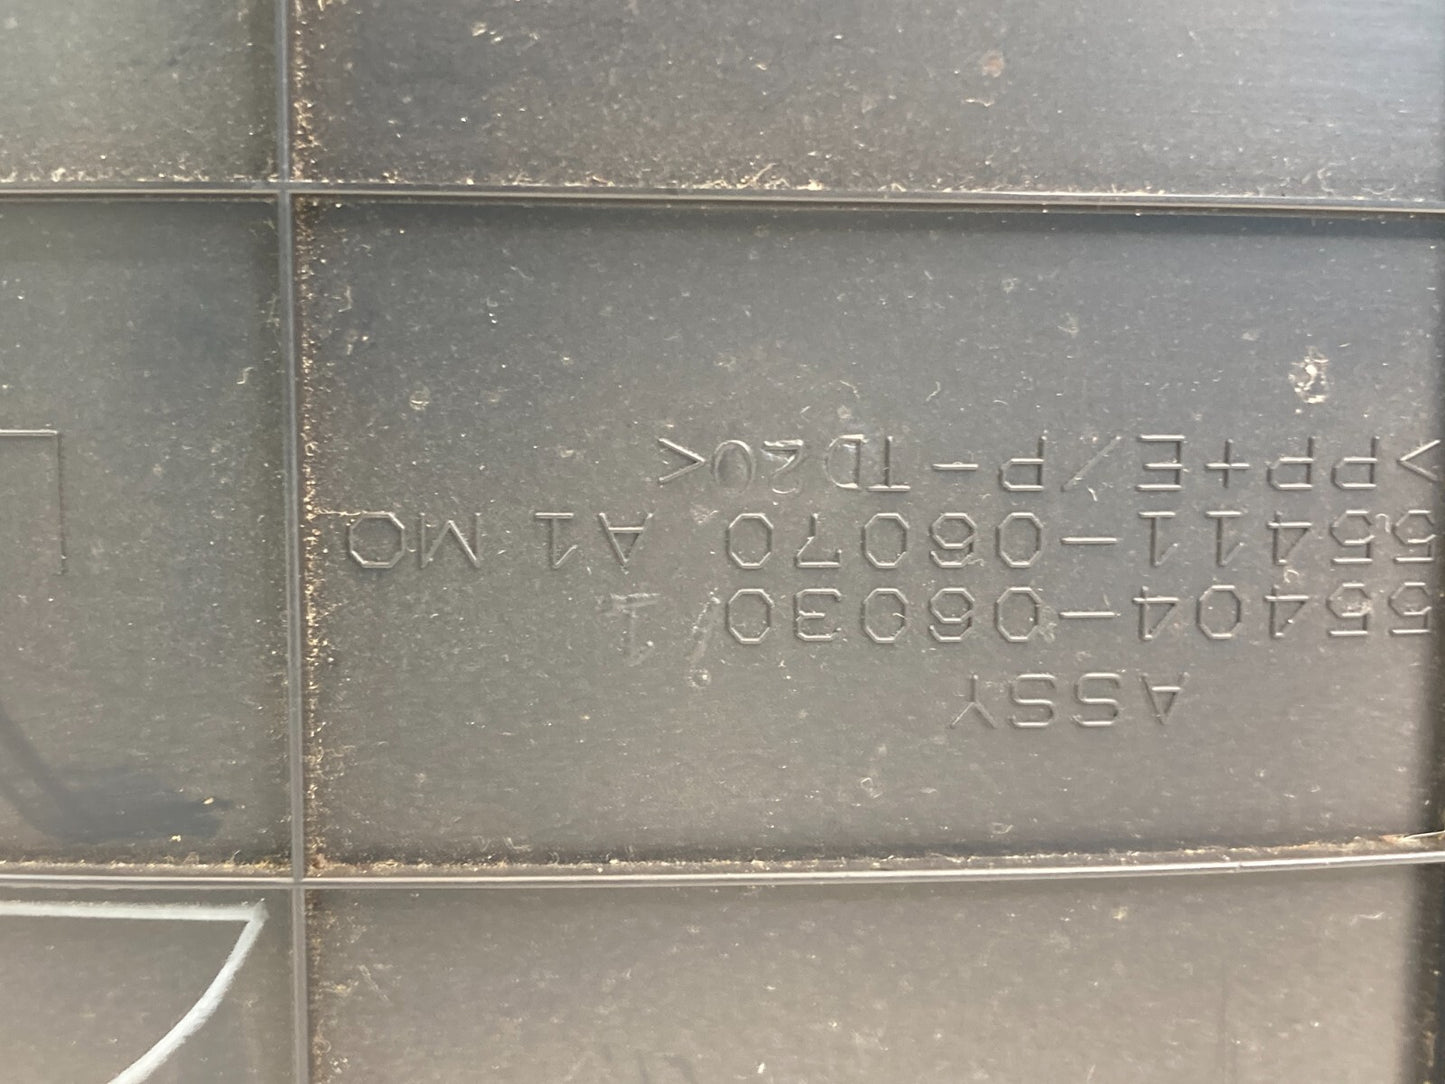 ASSY
55404-06030
55411-06070 A1 MO
>PP+E/P-TD20<